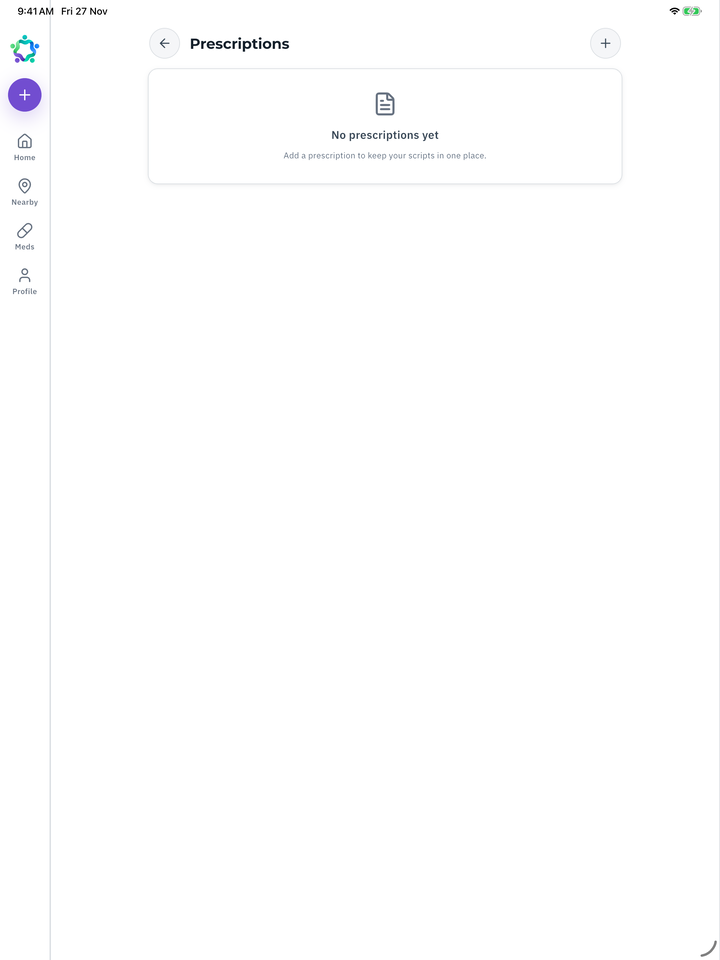 9:41 AM Fri 27 Nov
Prescriptions
No prescriptions yet
Add a prescription to keep your scripts in one place.
Home
Nearby
Meds
Profile